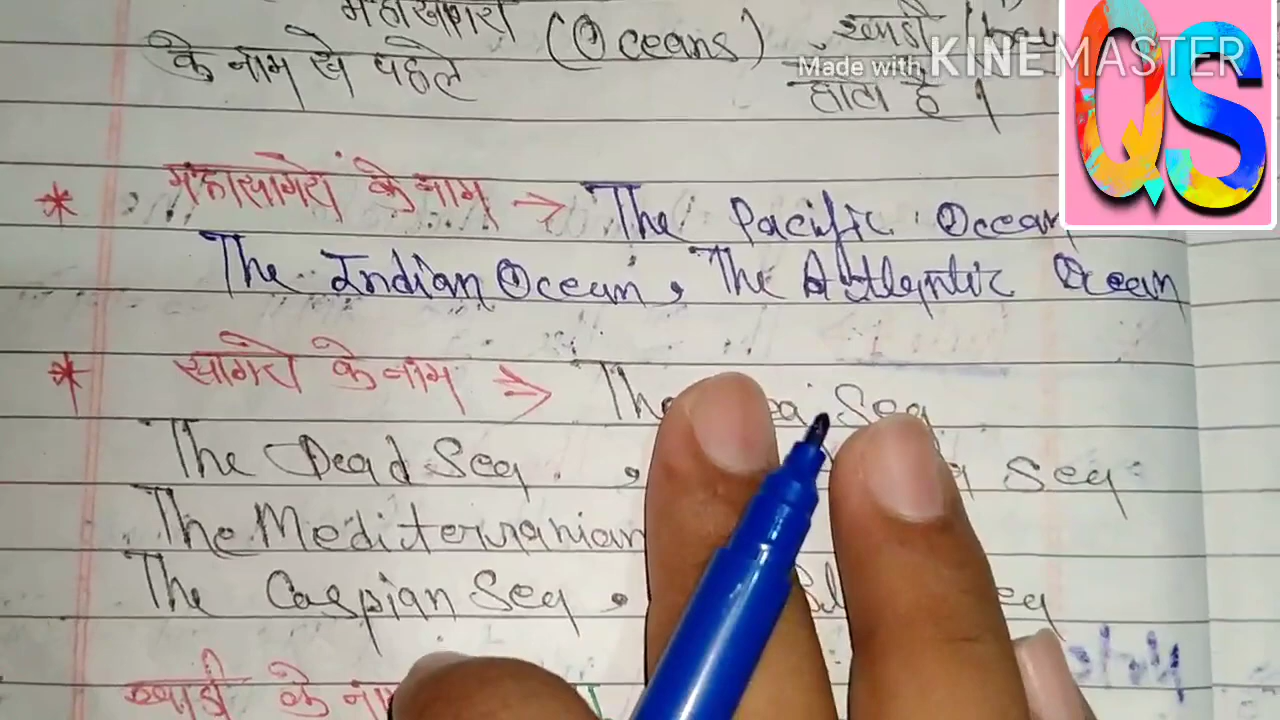 महासागरों (Oceans) खाड़ी / bay
के नाम से पहले होता है ।
Made with KINEMASTER
QS
* महासागरों के नाम → The Pacific Ocean
The Indian Ocean, The Atlantic Ocean
* सागरों के नाम ⇒ The Sea
The Dead Sea , Sea
The Mediterranian
The Caspian Sea ,
खाड़ी के नाम